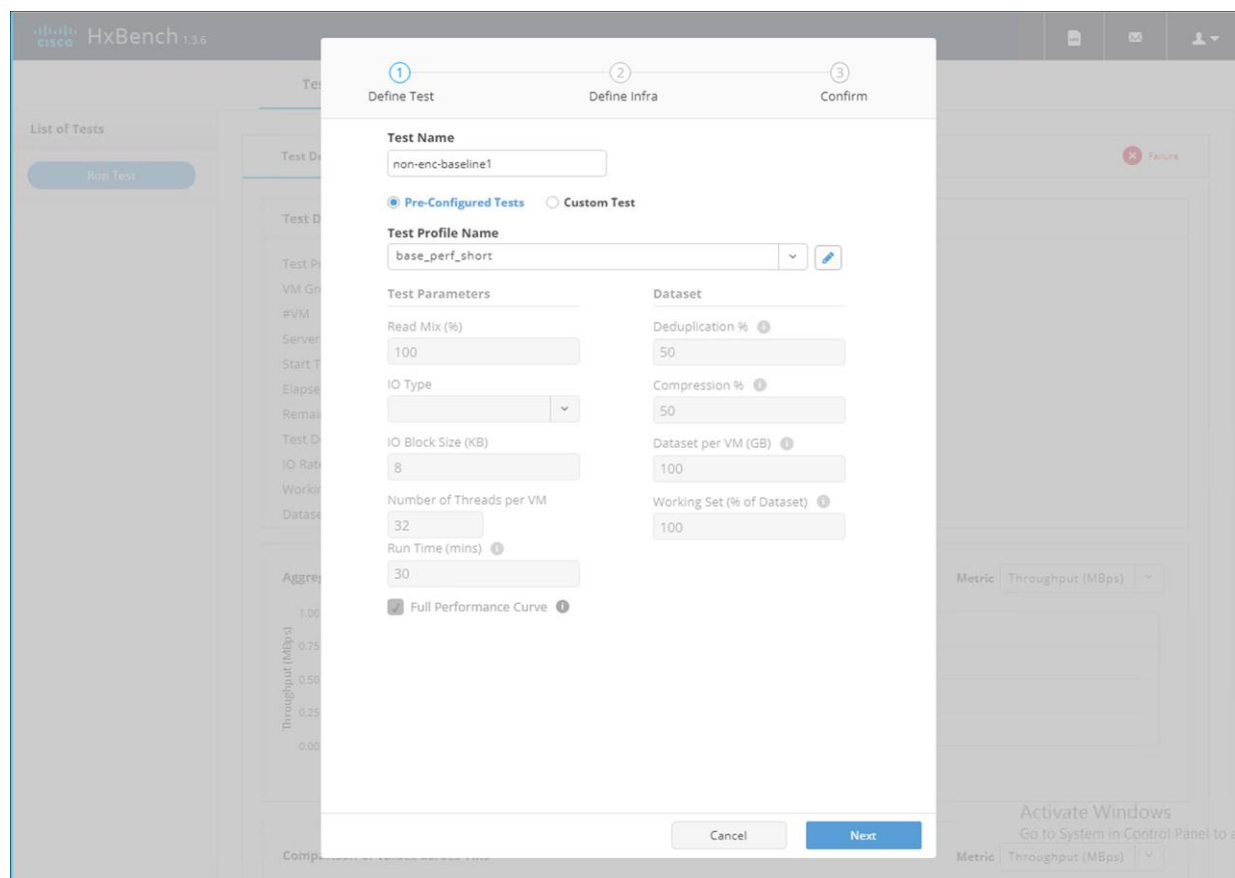 CISCO HxBench 1.3.6
1
2
3
Define Test
Define Infra
Confirm
List of Tests
Run Test
Failure
Throughput (MBps)
1.00
0.75
0.50
0.25
0.00
Test Name
non-enc-baseline1
Pre-Configured Tests
Custom Test
Test Profile Name
base_perf_short
Test Parameters
Read Mix (%)
100
IO Type
IO Block Size (KB)
8
Number of Threads per VM
32
Run Time (mins)
30
Full Performance Curve
Dataset
Deduplication %
50
Compression %
50
Dataset per VM (GB)
100
Working Set (% of Dataset)
100
Metric Throughput (MBps)
Cancel
Next
Activate Windows
Go to System in Control Panel to
Metric Throughput (MBps)